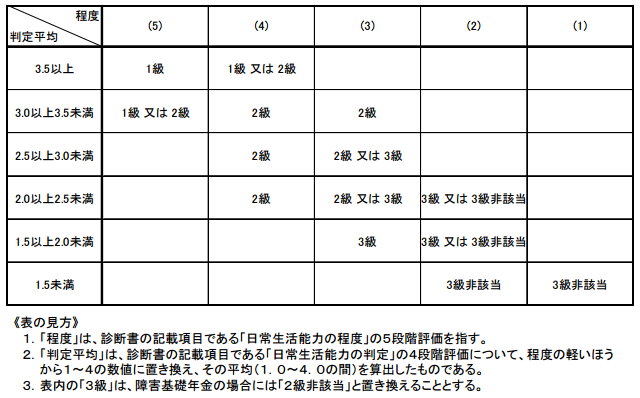 程度
判定平均
(5) (4) (3) (2) (1)
3.5以上 1級 1級 又は 2級
3.0以上3.5未満 1級 又は 2級 2級 2級
2.5以上3.0未満 2級 2級 又は 3級
2.0以上2.5未満 2級 2級 又は 3級 3級 又は 3級非該当
1.5以上2.0未満 3級 3級 又は 3級非該当
1.5未満 3級非該当 3級非該当
《表の見方》
1. 「程度」は、診断書の記載項目である「日常生活能力の程度」の5段階評価を指す。
2. 「判定平均」は、診断書の記載項目である「日常生活能力の判定」の4段階評価について、程度の軽いほう
から1~4の数値に置き換え、その平均(1.0~4.0の間)を算出したものである。
3. 表内の「3級」は、障害基礎年金の場合には「2級非該当」と置き換えることとする。